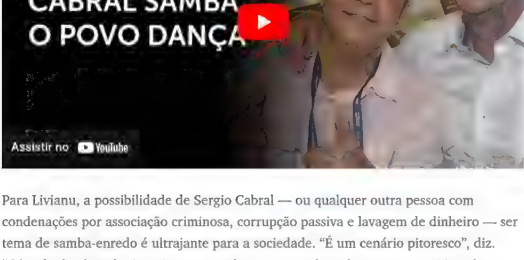 CABRAL SAMBA
O POVO DANÇA
Assistir no YouTube
Para Livianu, a possibilidade de Sergio Cabral — ou qualquer outra pessoa com
condenações por associação criminosa, corrupção passiva e lavagem de dinheiro — ser
tema de samba-enredo é ultrajante para a sociedade. “É um cenário pitoresco”, diz.